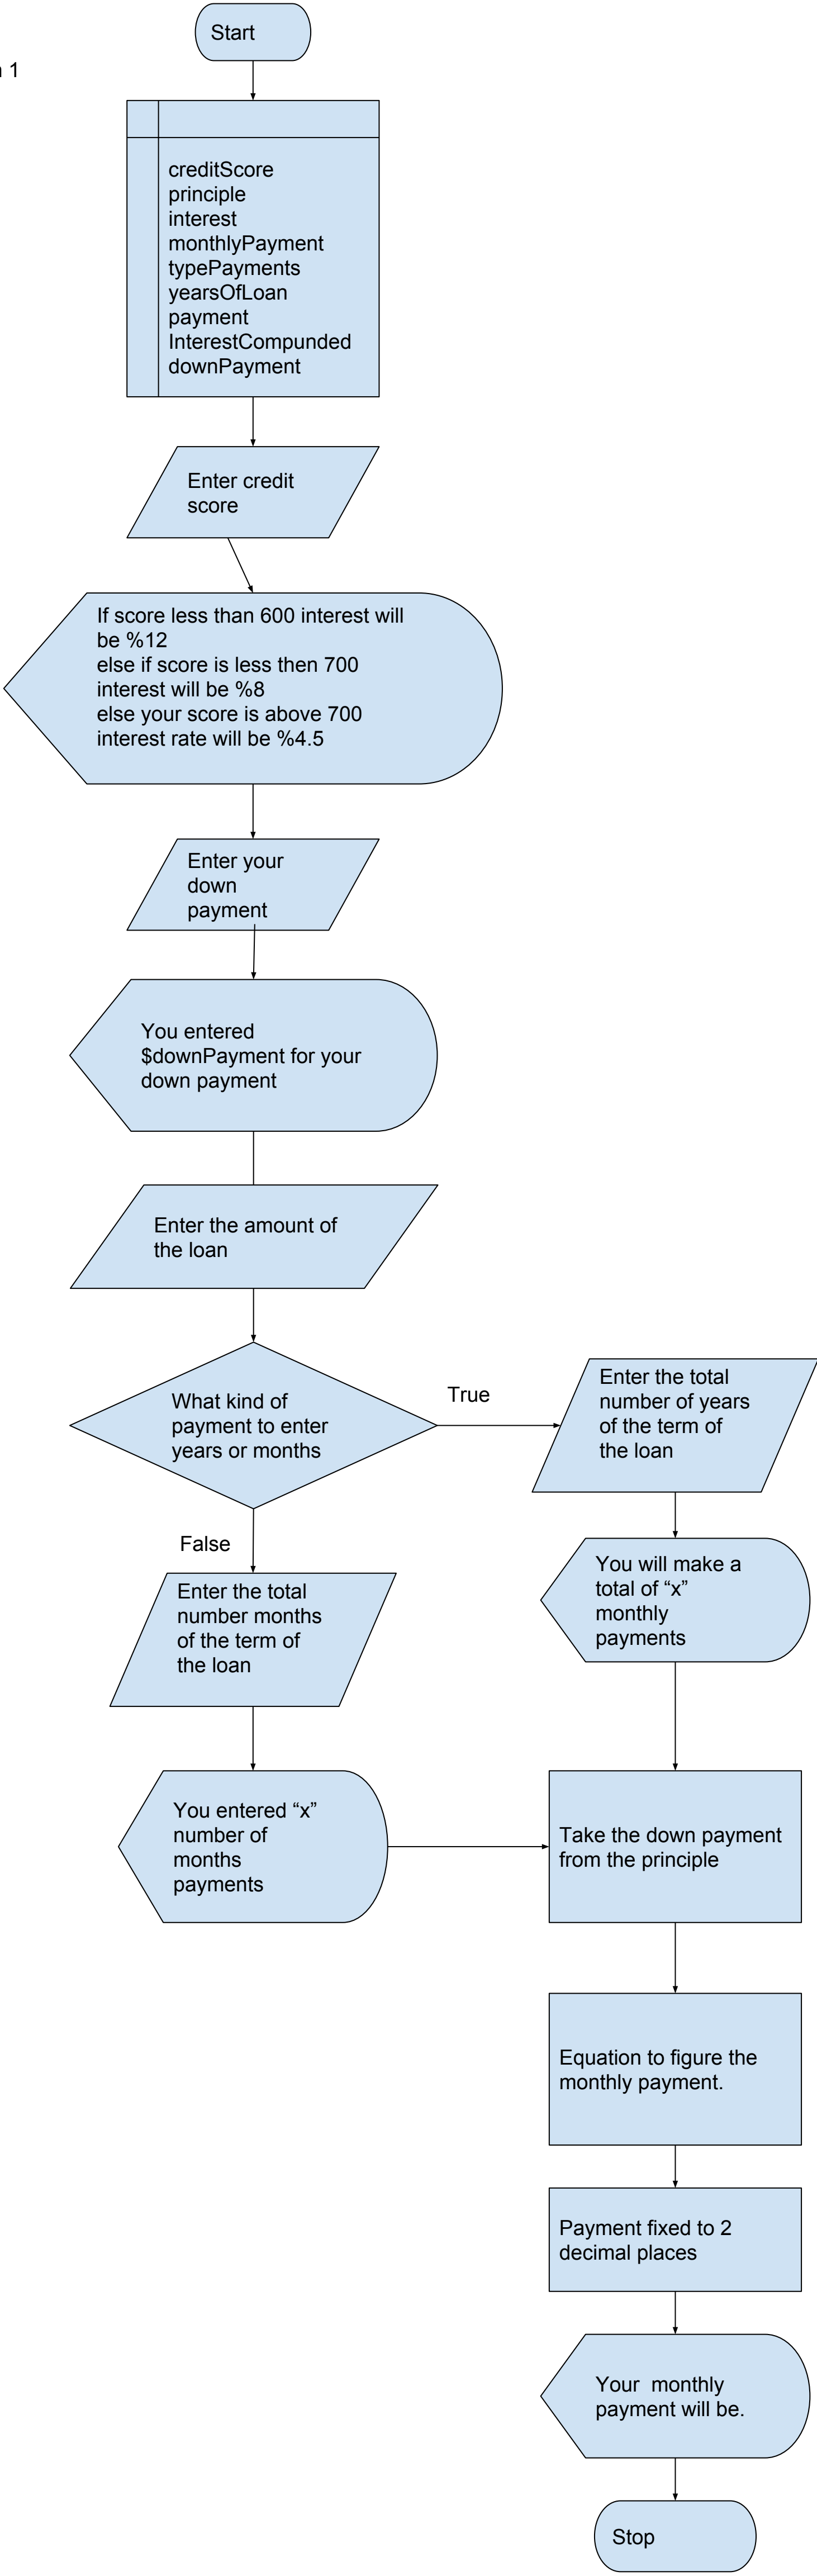 Start
1
creditScore
principle
interest
monthlyPayment
typePayments
yearsOfLoan
payment
InterestCompunded
downPayment
Enter credit
score
If score less than 600 interest will
be %12
else if score is less then 700
interest will be %8
else your score is above 700
interest rate will be %4.5
Enter your
down
payment
You entered
$downPayment for your
down payment
Enter the amount of
the loan
What kind of
payment to enter
years or months
True
Enter the total
number of years
of the term of
the loan
False
You will make a
total of “x”
monthly
payments
Enter the total
number months
of the term of
the loan
You entered “x”
number of
months
payments
Take the down payment
from the principle
Equation to figure the
monthly payment.
Payment fixed to 2
decimal places
Your  monthly
payment will be.
Stop